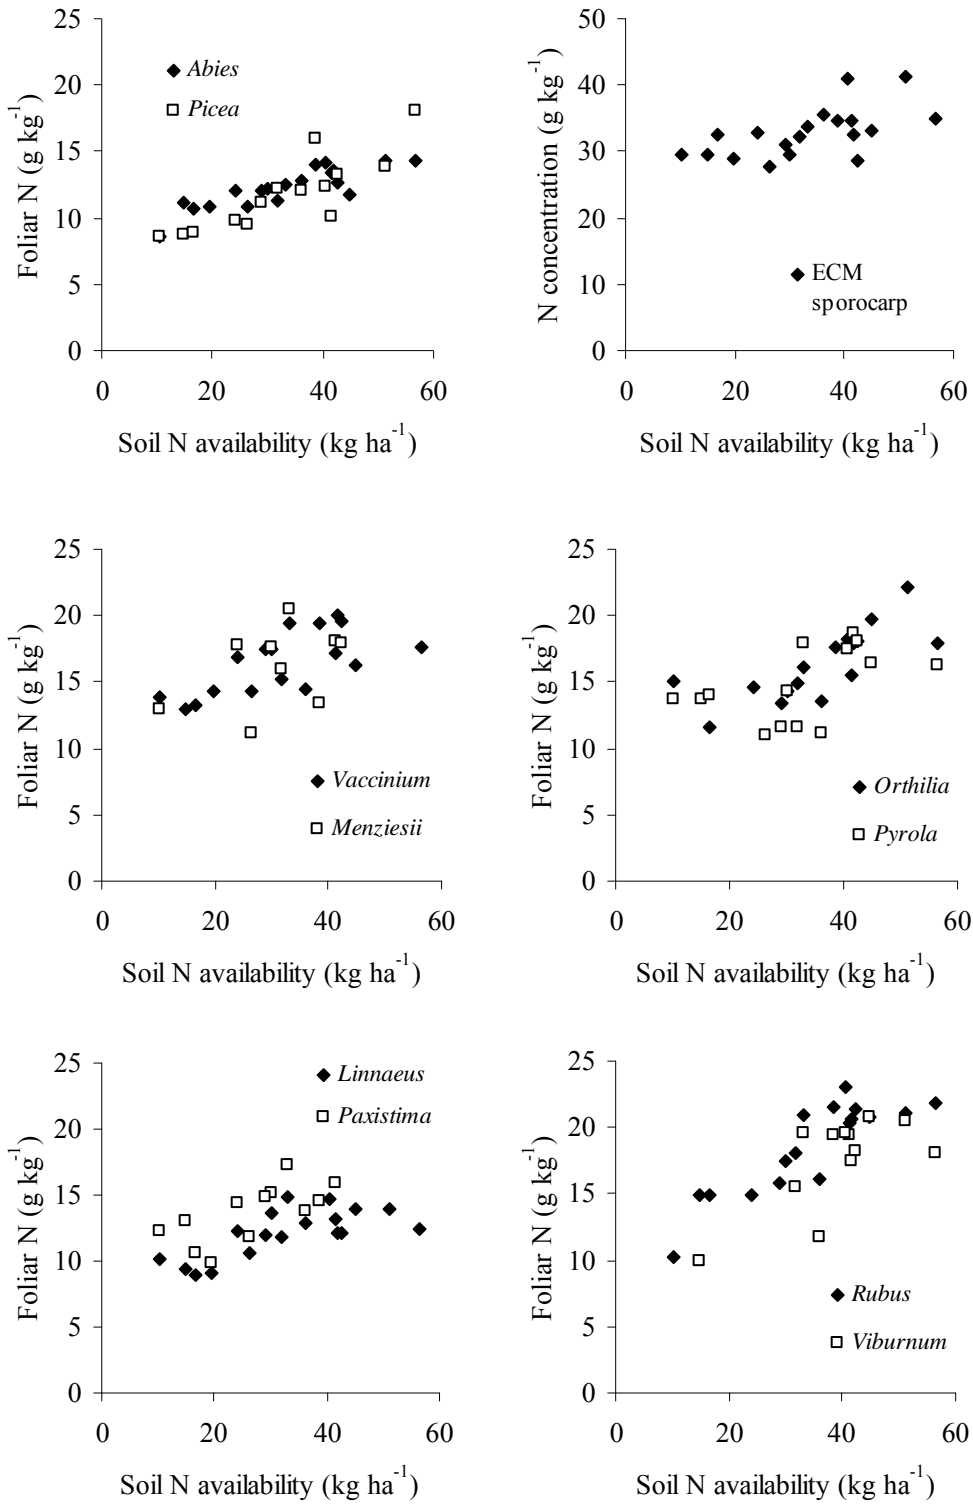 25
20
15
10
5
0
Foliar N (g kg⁻¹)
Abies
Picea
0 20 40 60
Soil N availability (kg ha⁻¹)
50
40
30
20
10
0
N concentration (g kg⁻¹)
ECM
sporocarp
0 20 40 60
Soil N availability (kg ha⁻¹)
25
20
15
10
5
0
Foliar N (g kg⁻¹)
Vaccinium
Menziesii
0 20 40 60
Soil N availability (kg ha⁻¹)
25
20
15
10
5
0
Foliar N (g kg⁻¹)
Orthilia
Pyrola
0 20 40 60
Soil N availability (kg ha⁻¹)
25
20
15
10
5
0
Foliar N (g kg⁻¹)
Linnaeus
Paxistima
0 20 40 60
Soil N availability (kg ha⁻¹)
25
20
15
10
5
0
Foliar N (g kg⁻¹)
Rubus
Viburnum
0 20 40 60
Soil N availability (kg ha⁻¹)